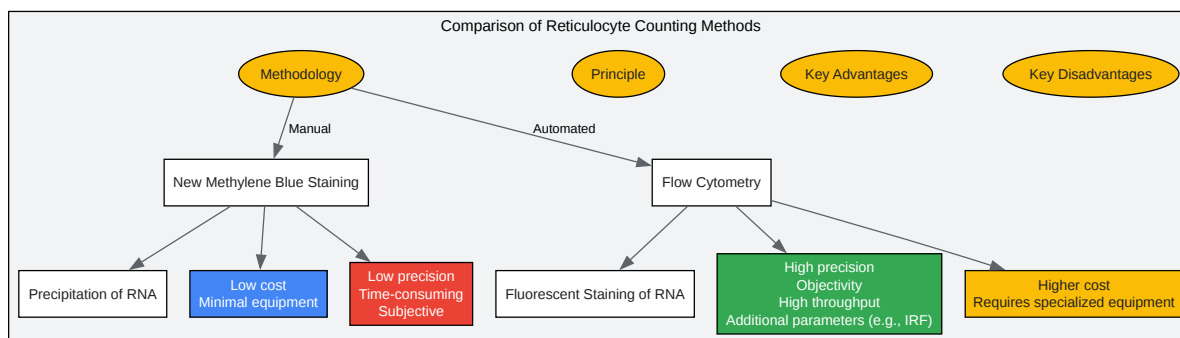 Comparison of Reticulocyte Counting Methods
Methodology
Principle
Key Advantages
Key Disadvantages
Manual
Automated
New Methylene Blue Staining
Flow Cytometry
Precipitation of RNA
Low cost
Minimal equipment
Low precision
Time-consuming
Subjective
Fluorescent Staining of RNA
High precision
Objectivity
High throughput
Additional parameters (e.g., IRF)
Higher cost
Requires specialized equipment